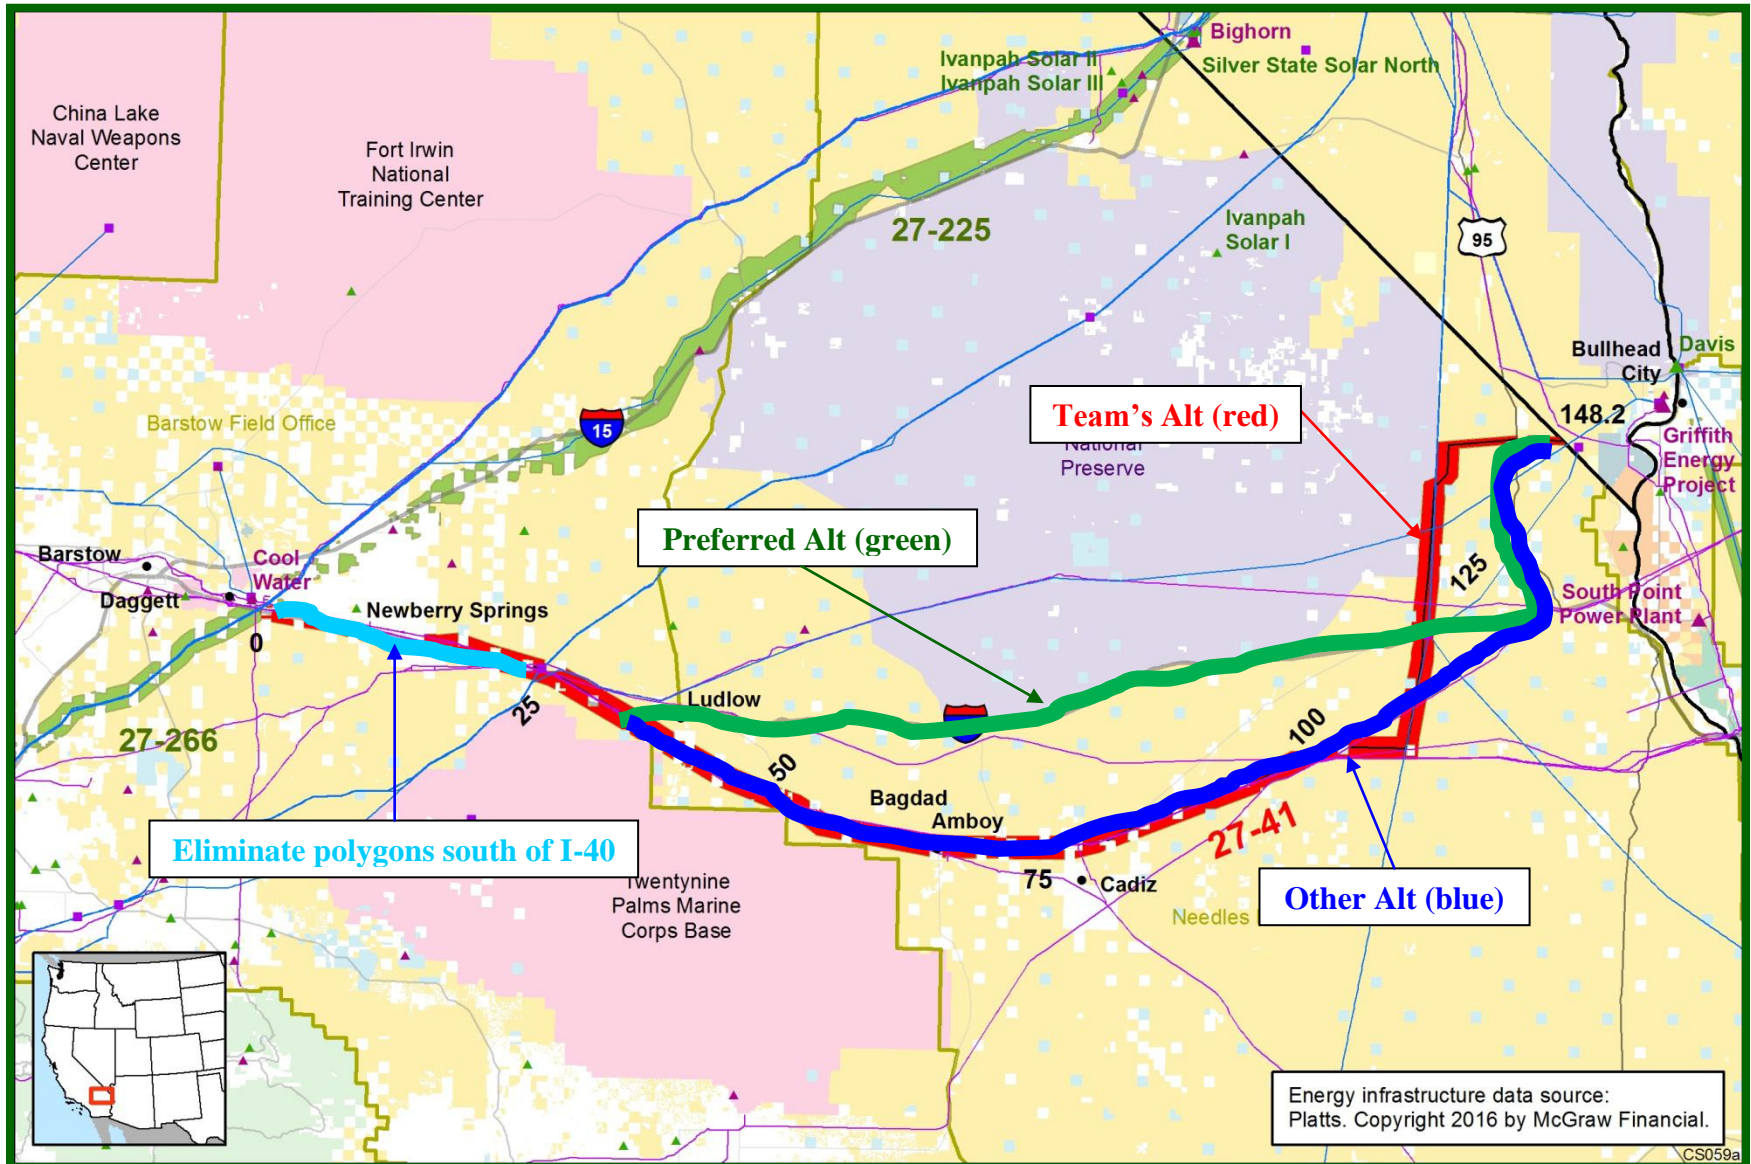 Bighorn
Ivanpah Solar II
Ivanpah Solar III
Silver State Solar North
China Lake
Naval Weapons
Center
Fort Irwin
National
Training Center
27-225
Ivanpah
Solar I
95
Bullhead
City
Davis
148.2
Griffith
Energy
Project
Team's Alt (red)
National
Preserve
Barstow Field Office
15
Preferred Alt (green)
Barstow
Cool
Water
Daggett
Newberry Springs
0
125
South Point
Power Plant
25
Ludlow
27-266
50
100
Bagdad
Amboy
27-41
Eliminate polygons south of I-40
75
Cadiz
Other Alt (blue)
Twentynine
Palms Marine
Corps Base
Needles
Energy infrastructure data source:
Platts. Copyright 2016 by McGraw Financial.
CS059a